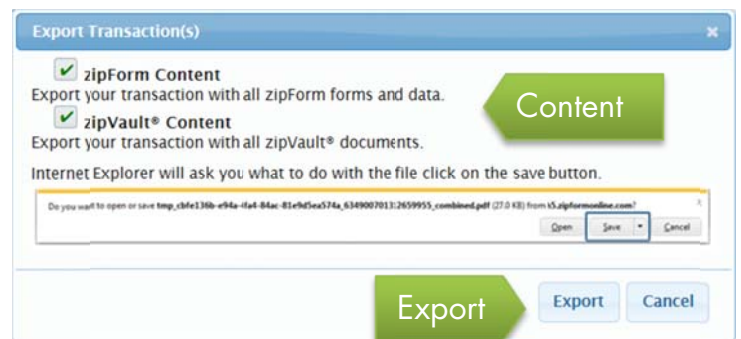 Export Transaction(s)
zipForm Content
Export your transaction with all zipForm forms and data.
Content
zipVault® Content
Export your transaction with all zipVault® documents.
Internet Explorer will ask you what to do with the file click on the save button.
Do you want to open or save tmp_cbfe136b-e94a-4fa4-84ac-81e9d5ea574a_6349007013:2659955_combined.pdf (27.0 KB) from t5.zipformonline.com?
Open Save Cancel
Export
Export Cancel